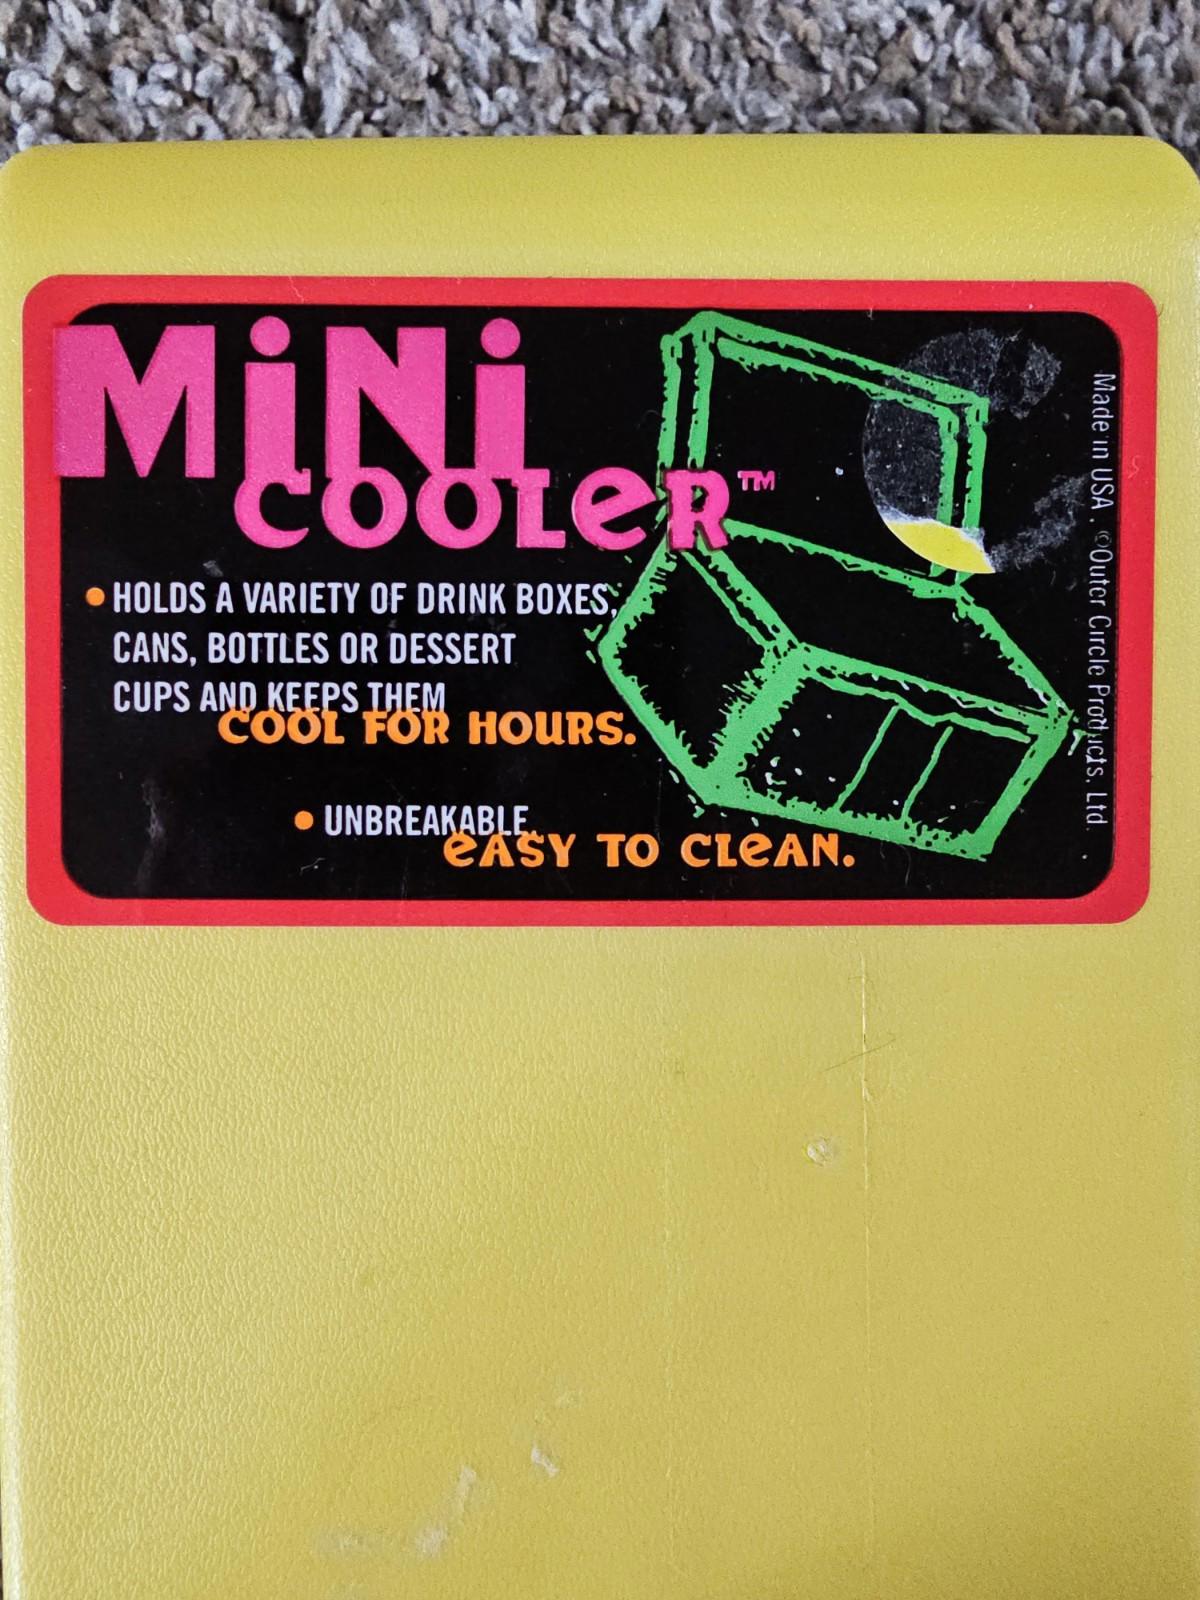 MiNi
COOLeR™
• HOLDS A VARIETY OF DRINK BOXES,
CANS, BOTTLES OR DESSERT
CUPS AND KEEPS THEM
COOL FOR HOURS.
• UNBREAKABLE
eASY TO CLeAN.
Made in USA. ©Outer Circle Products, Ltd.